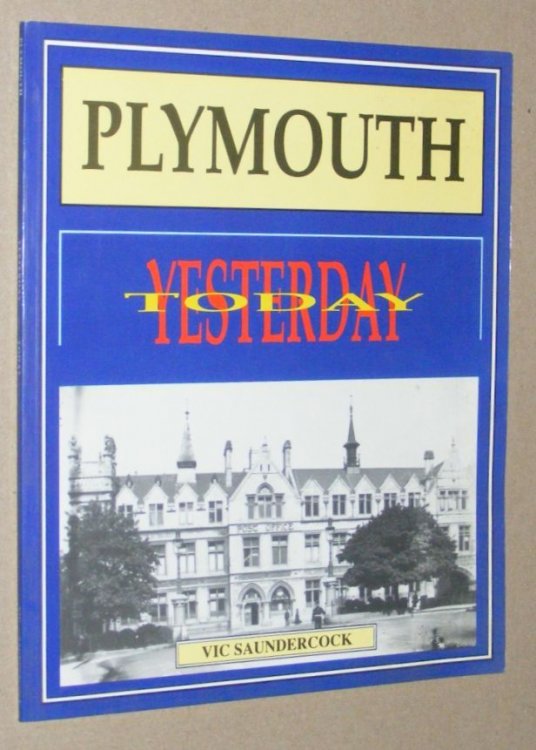 PLYMOUTH
YESTERDAY
TODAY
POST OFFICE
VIC SAUNDERCOCK